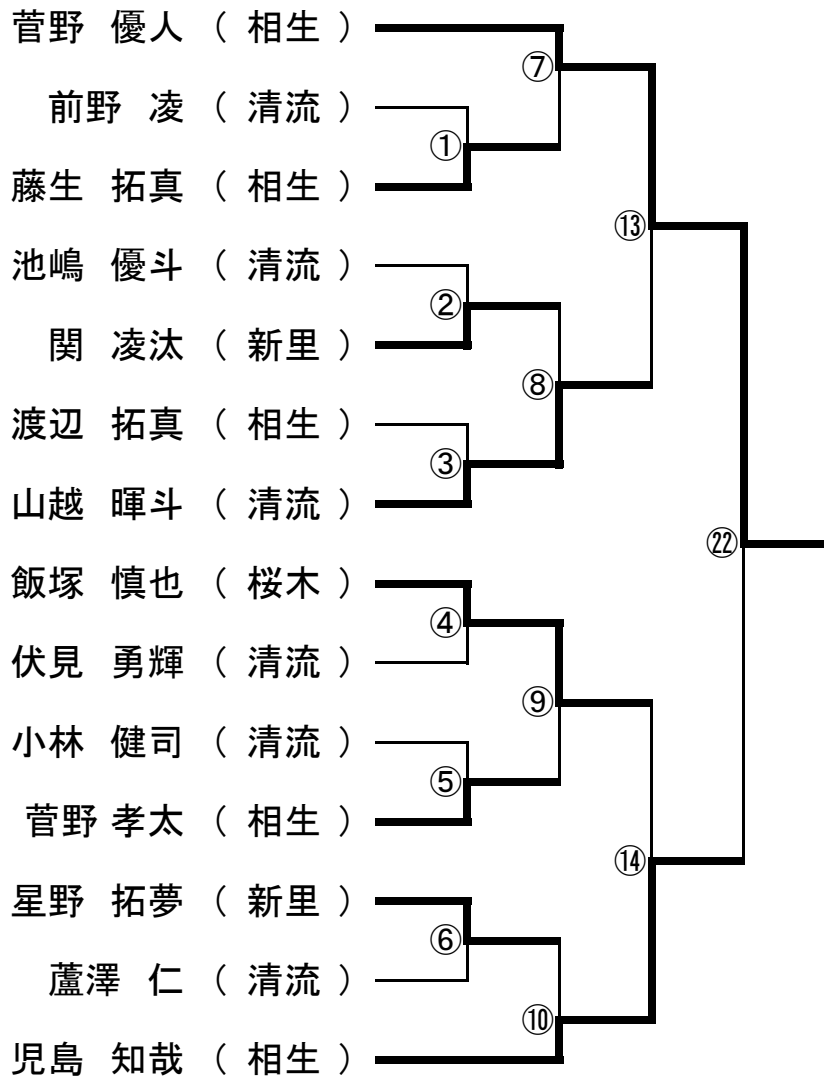 菅野 優人 （ 相生 ）
⑦
前野 凌 （ 清流 ）
①
藤生 拓真 （ 相生 ）
⑬
池嶋 優斗 （ 清流 ）
②
関 凌汰 （ 新里 ）
⑧
渡辺 拓真 （ 相生 ）
③
山越 暉斗 （ 清流 ）
㉒
飯塚 慎也 （ 桜木 ）
④
伏見 勇輝 （ 清流 ）
⑨
小林 健司 （ 清流 ）
⑤
菅野 孝太 （ 相生 ）
⑭
星野 拓夢 （ 新里 ）
⑥
蘆澤 仁 （ 清流 ）
⑩
児島 知哉 （ 相生 ）